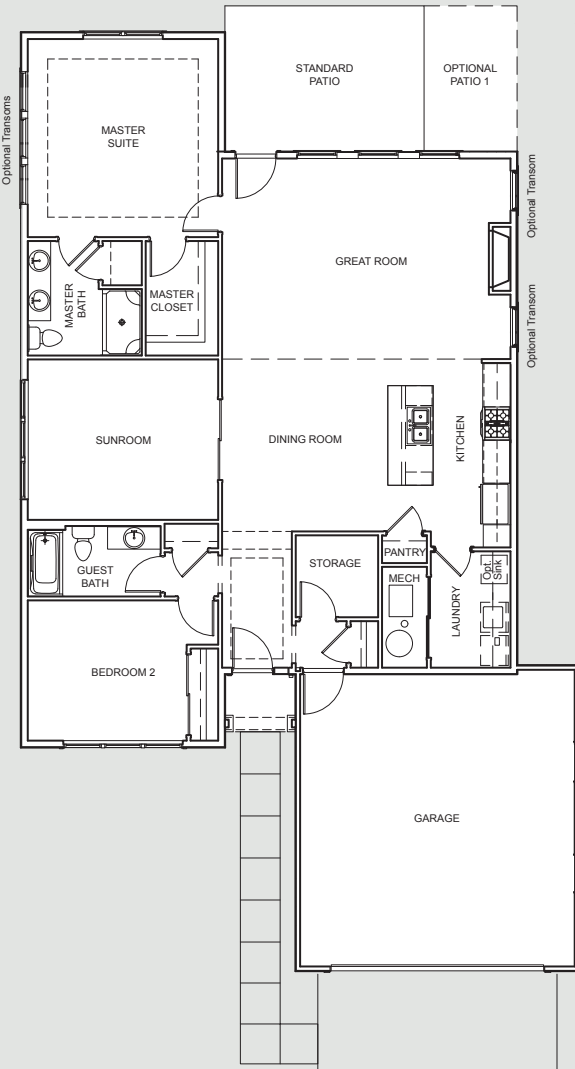 STANDARD
PATIO
OPTIONAL
PATIO 1
Optional Transoms
MASTER
SUITE
Optional Transom
GREAT ROOM
MASTER
BATH
MASTER
CLOSET
Optional Transom
SUNROOM
DINING ROOM
KITCHEN
STORAGE
PANTRY
GUEST
BATH
MECH
LAUNDRY
Opt.
Sink
BEDROOM 2
GARAGE